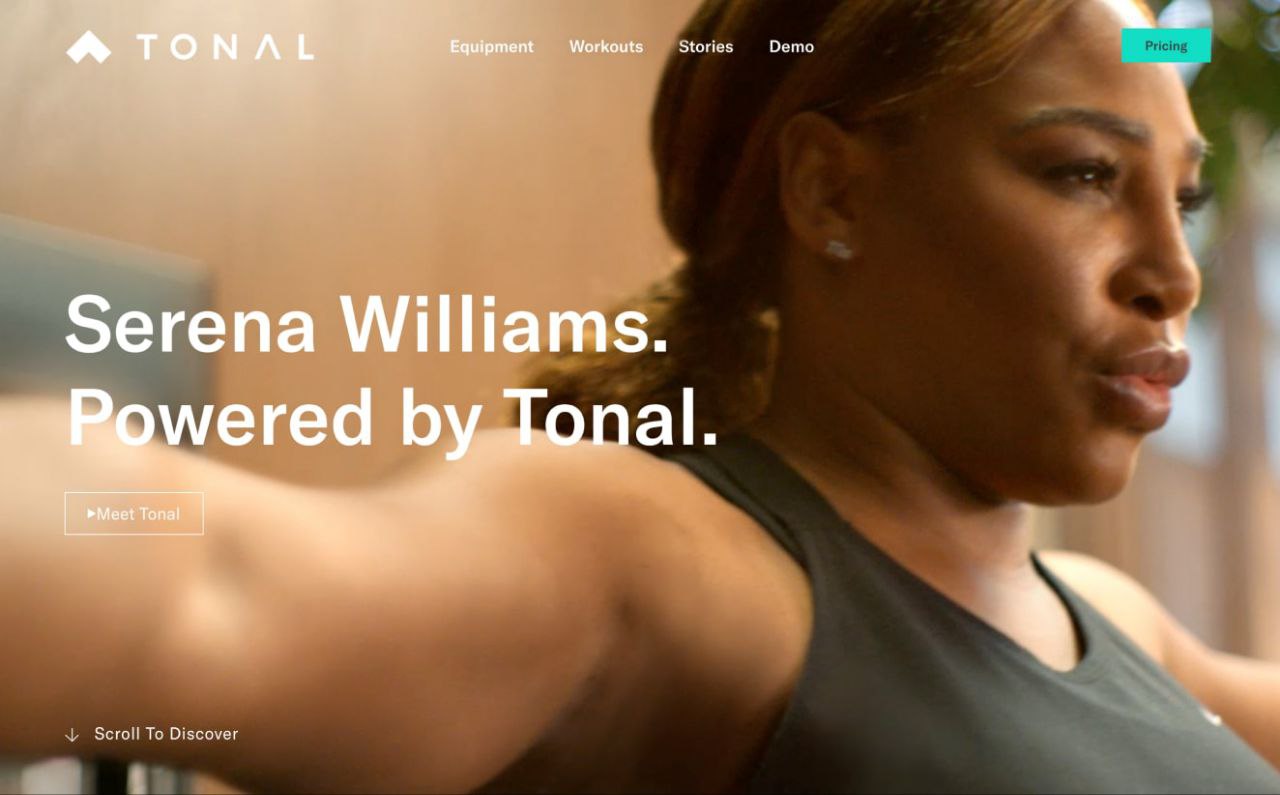 TONAL
Equipment
Workouts
Stories
Demo
Pricing
Serena Williams.
Powered by Tonal.
Meet Tonal
Scroll To Discover